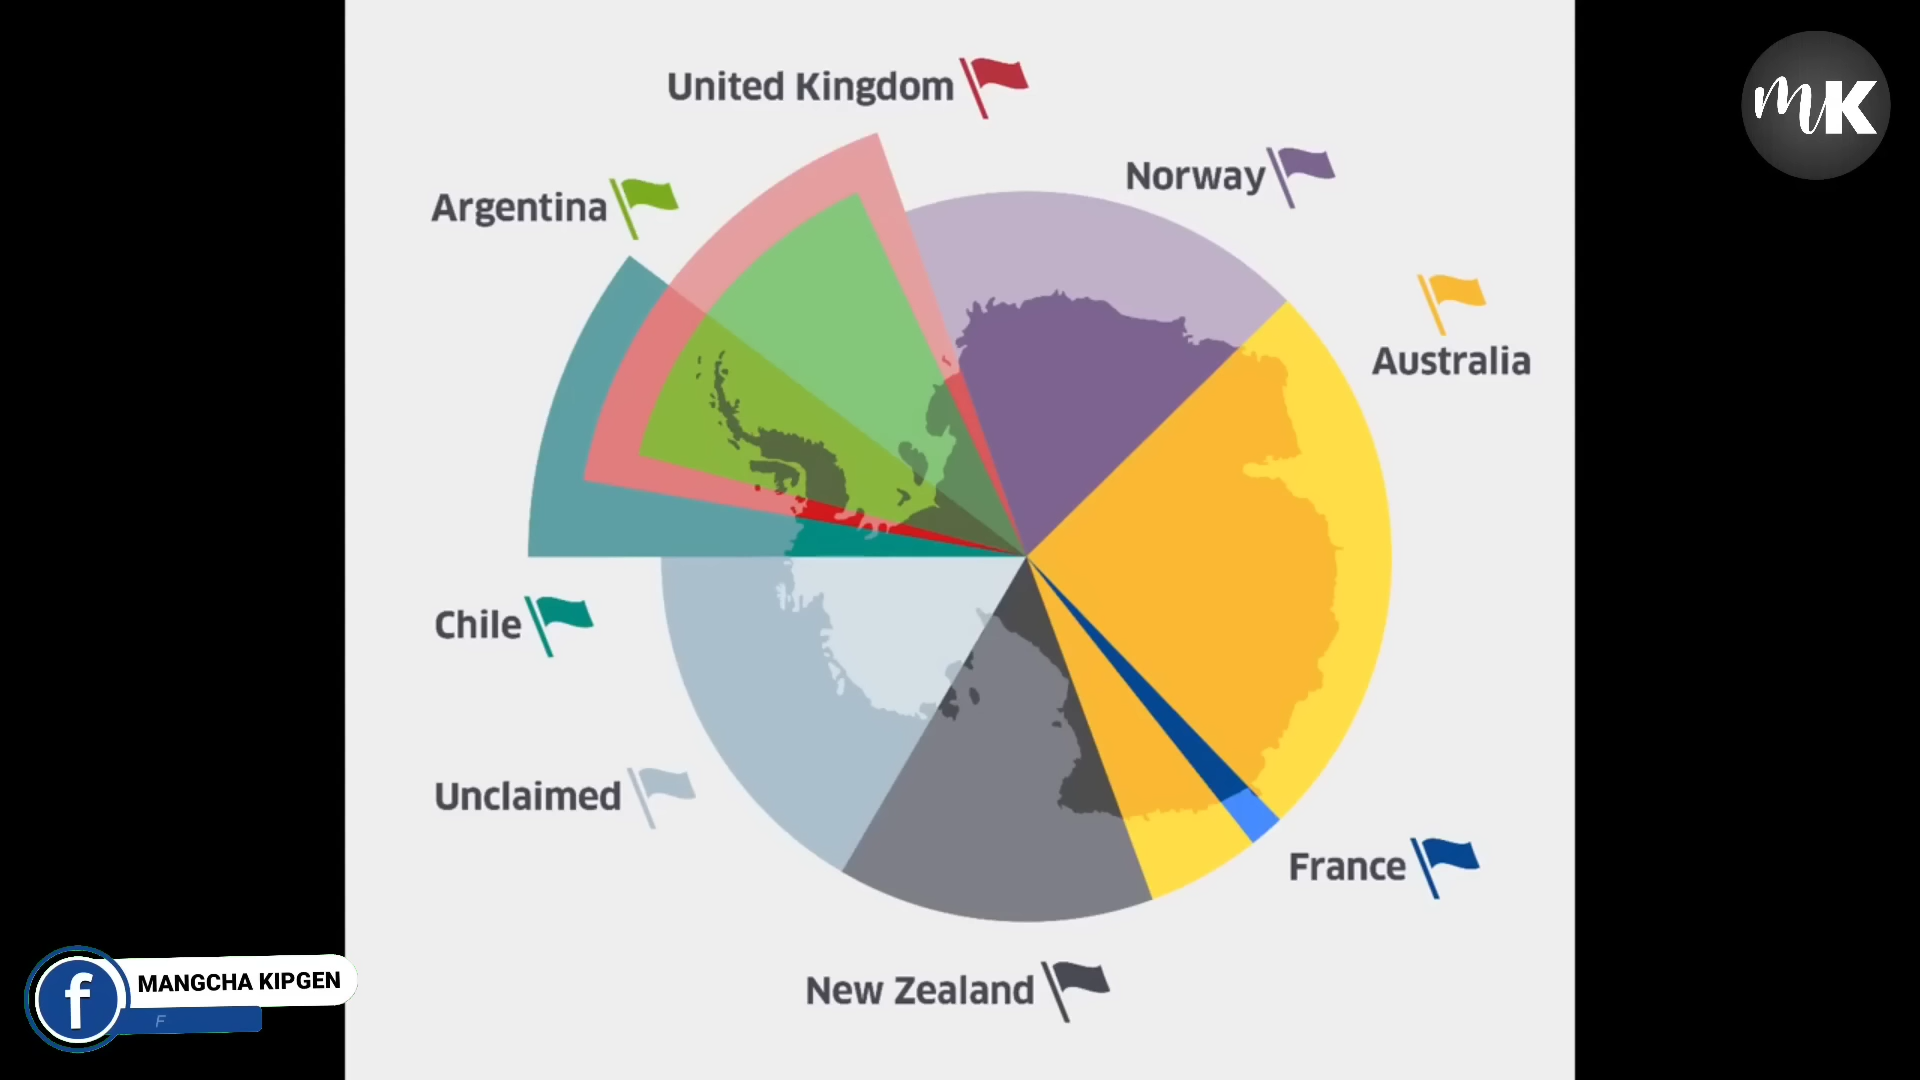 United Kingdom
MK
Norway
Argentina
Australia
Chile
Unclaimed
France
MANGCHA KIPGEN
F
New Zealand